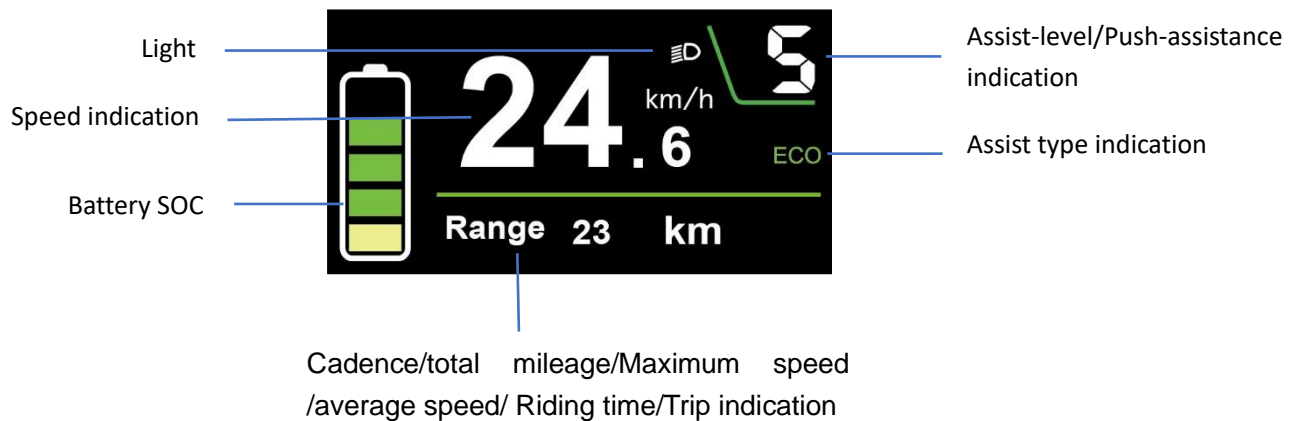 Light
Speed indication
Battery SOC
24.6
km/h
5
ECO
Range 23 km
Assist-level/Push-assistance
indication
Assist type indication
Cadence/total mileage/Maximum speed
/average speed/ Riding time/Trip indication